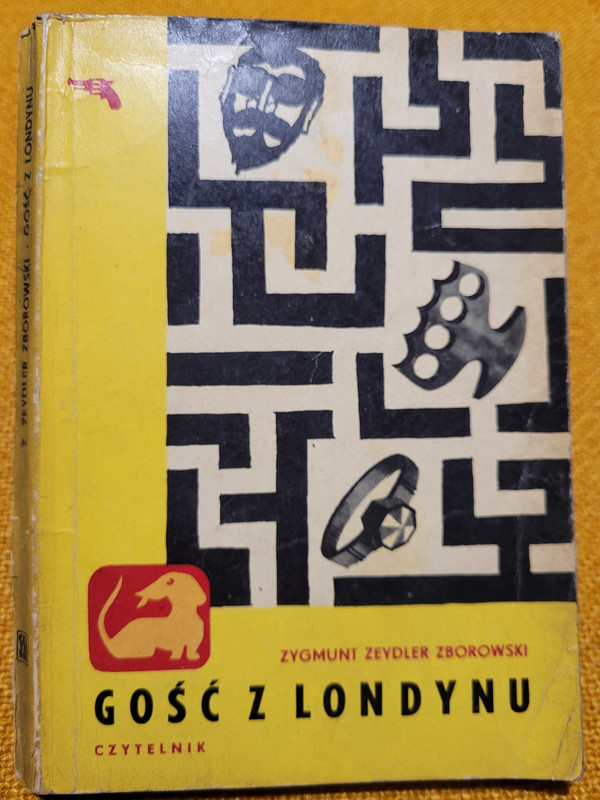 Z. ZEYDLER ZBOROWSKI · GOŚĆ Z LONDYNU
ZYGMUNT ZEYDLER ZBOROWSKI
GOŚĆ Z LONDYNU
CZYTELNIK